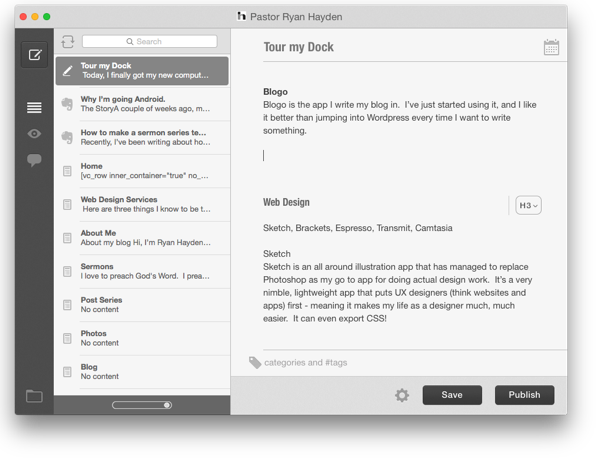 Pastor Ryan Hayden
Search
Tour my Dock
Today, I finally got my new comput...
Why I'm going Android.
The StoryA couple of weeks ago, m...
How to make a sermon series te...
Recently, I've been writing about ho...
Home
[vc_row inner_container="true" no_...
Web Design Services
Here are three things I know to be t...
About Me
About my blog Hi, I'm Ryan Hayden...
Sermons
I love to preach God's Word.  I prea...
Post Series
No content
Photos
No content
Blog
No content
Tour my Dock
Blogo
Blogo is the app I write my blog in.  I've just started using it, and I like
it better than jumping into Wordpress every time I want to write
something.
Web Design
H3
Sketch, Brackets, Espresso, Transmit, Camtasia
Sketch
Sketch is an all around illustration app that has managed to replace
Photoshop as my go to app for doing actual design work.  It's a very
nimble, lightweight app that puts UX designers (think websites and
apps) first - meaning it makes my life as a designer much, much
easier.  It can even export CSS!
categories and #tags
Save
Publish